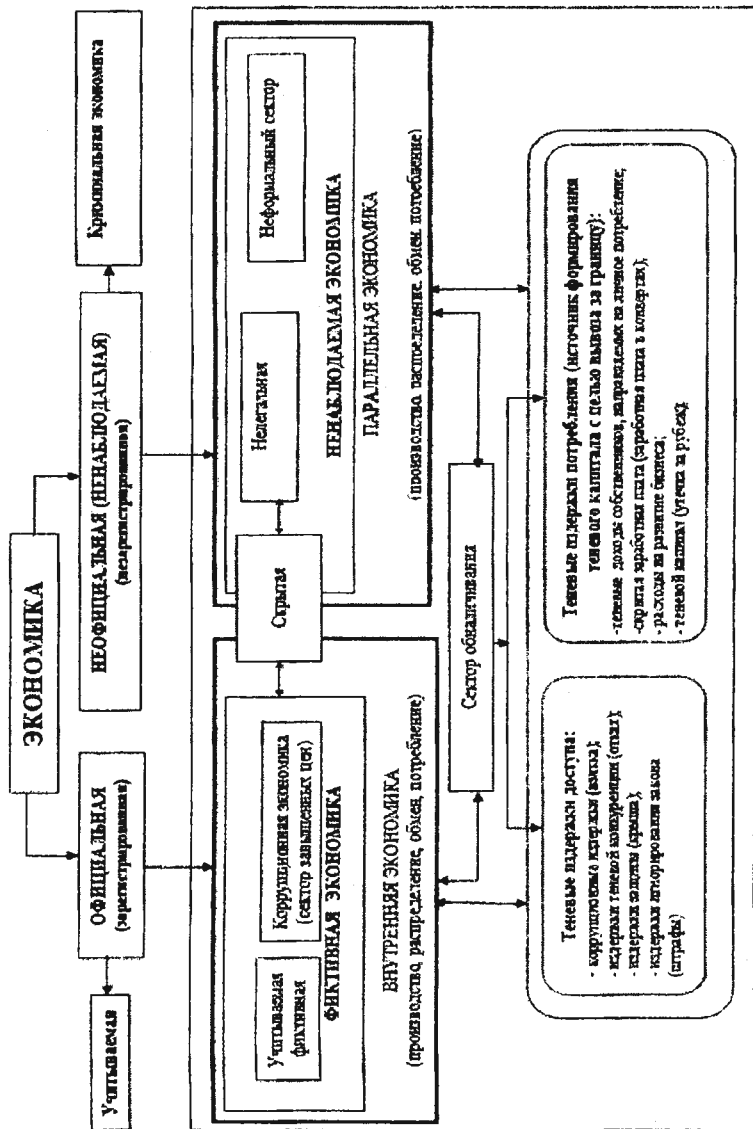 ЭКОНОМИКА
Учитываемая
ОФИЦИАЛЬНАЯ
(зарегистрированная)
НЕОФИЦИАЛЬНАЯ (НЕНАБЛЮДАЕМАЯ)
(незарегистрированная)
Криминальная экономика
Учитываемая
фиктивная
Коррупционная экономика
(сектор завышенных цен)
ФИКТИВНАЯ ЭКОНОМИКА
ВНУТРЕННЯЯ ЭКОНОМИКА
(производство, распределение, обмен, потребление)
Скрытая
Нелегальная
Неформальный сектор
НЕНАБЛЮДАЕМАЯ ЭКОНОМИКА
ПАРАЛЛЕЛЬНАЯ ЭКОНОМИКА
(производство, распределение, обмен, потребление)
Сектор обналичивания
Теневые издержки доступа:
- коррупционные издержки (взятка);
- издержки теневой конкуренции (откат);
- издержки защиты (крыша);
- издержки игнорирования закона
(штрафы)
Теневые издержки потребления (источник формирования
теневого капитала с целью вывоза за границу):
-теневые доходы собственников, направляемых на личное потребление;
-скрытая заработная плата (заработная плата в конвертах);
- расходы на развитие бизнеса;
- теневой капитал (утечка за рубеж).